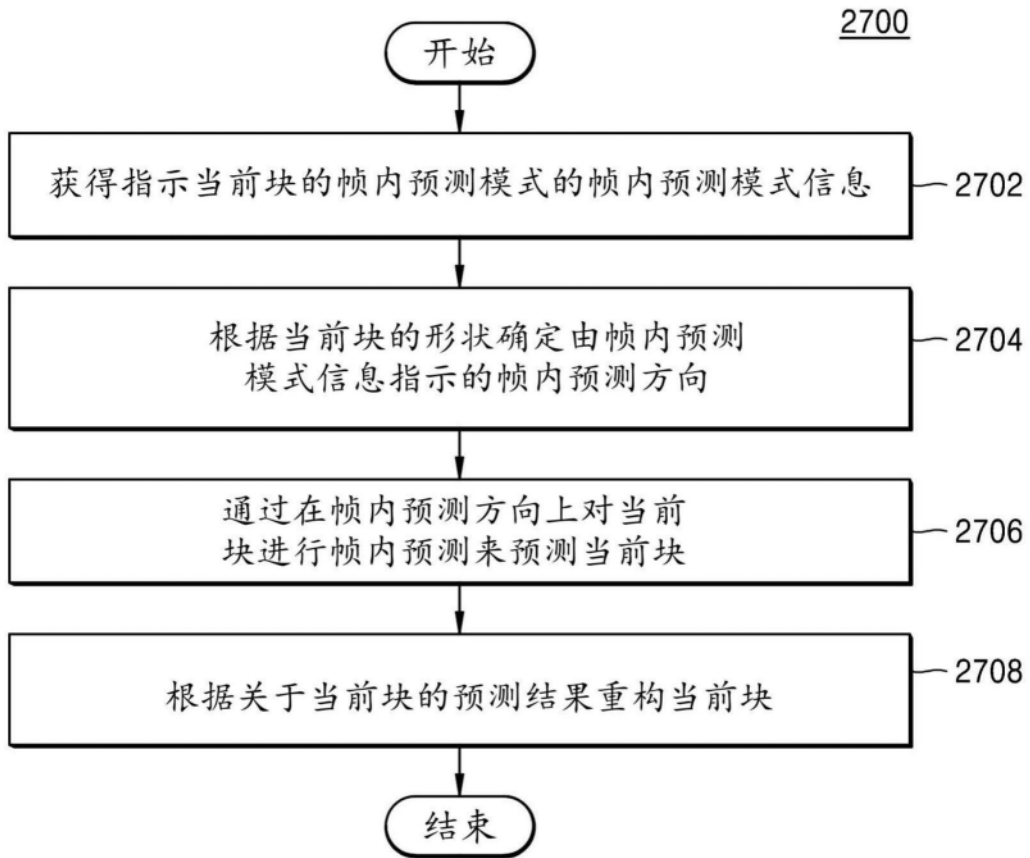 2700
开始
获得指示当前块的帧内预测模式的帧内预测模式信息
2702
根据当前块的形状确定由帧内预测
模式信息指示的帧内预测方向
2704
通过在帧内预测方向上对当前
块进行帧内预测来预测当前块
2706
根据关于当前块的预测结果重构当前块
2708
结束